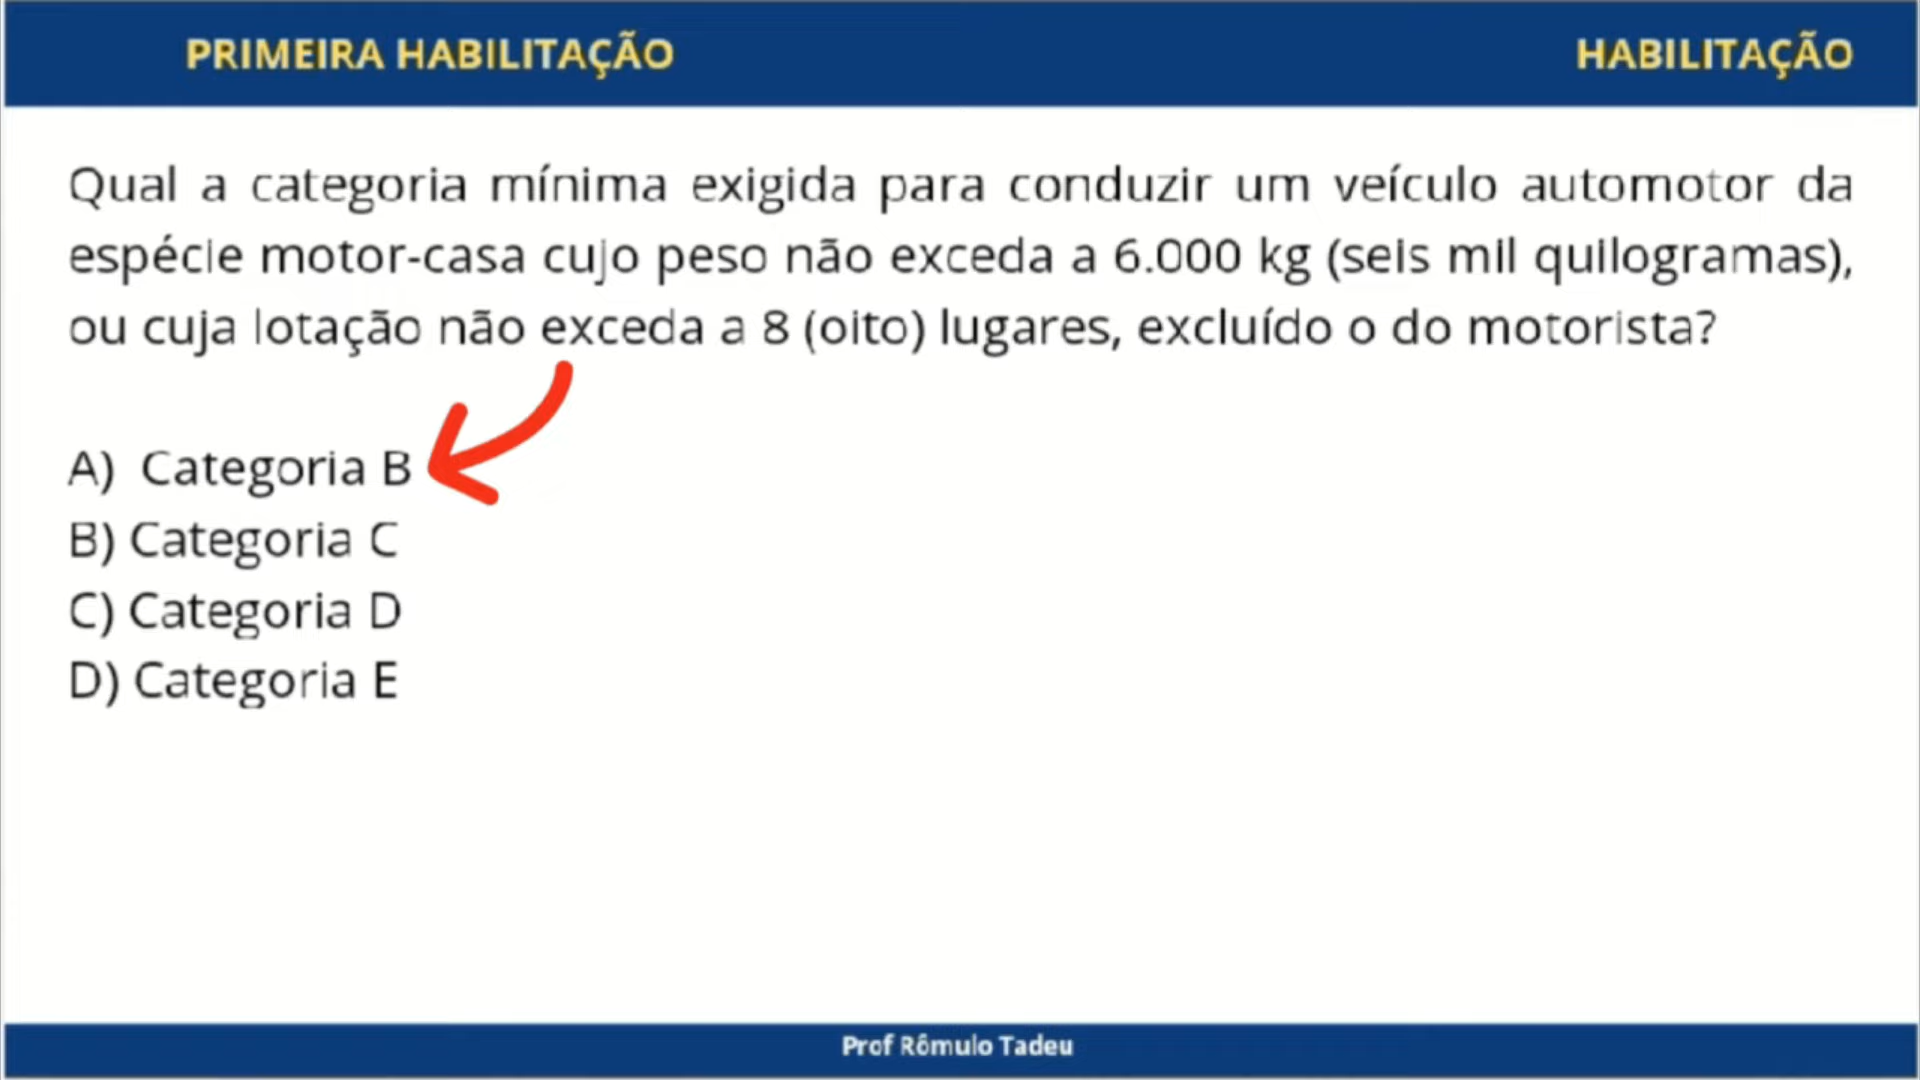 PRIMEIRA HABILITAÇÃO
HABILITAÇÃO
Qual a categoria mínima exigida para conduzir um veículo automotor da
espécie motor-casa cujo peso não exceda a 6.000 kg (seis mil quilogramas),
ou cuja lotação não exceda a 8 (oito) lugares, excluído o do motorista?
A) Categoria B
B) Categoria C
C) Categoria D
D) Categoria E
Prof Rômulo Tadeu